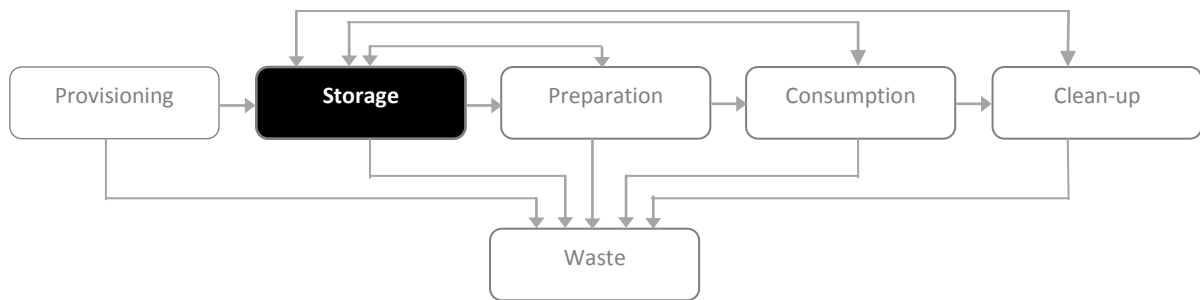 Provisioning
Storage
Preparation
Consumption
Clean-up
Waste